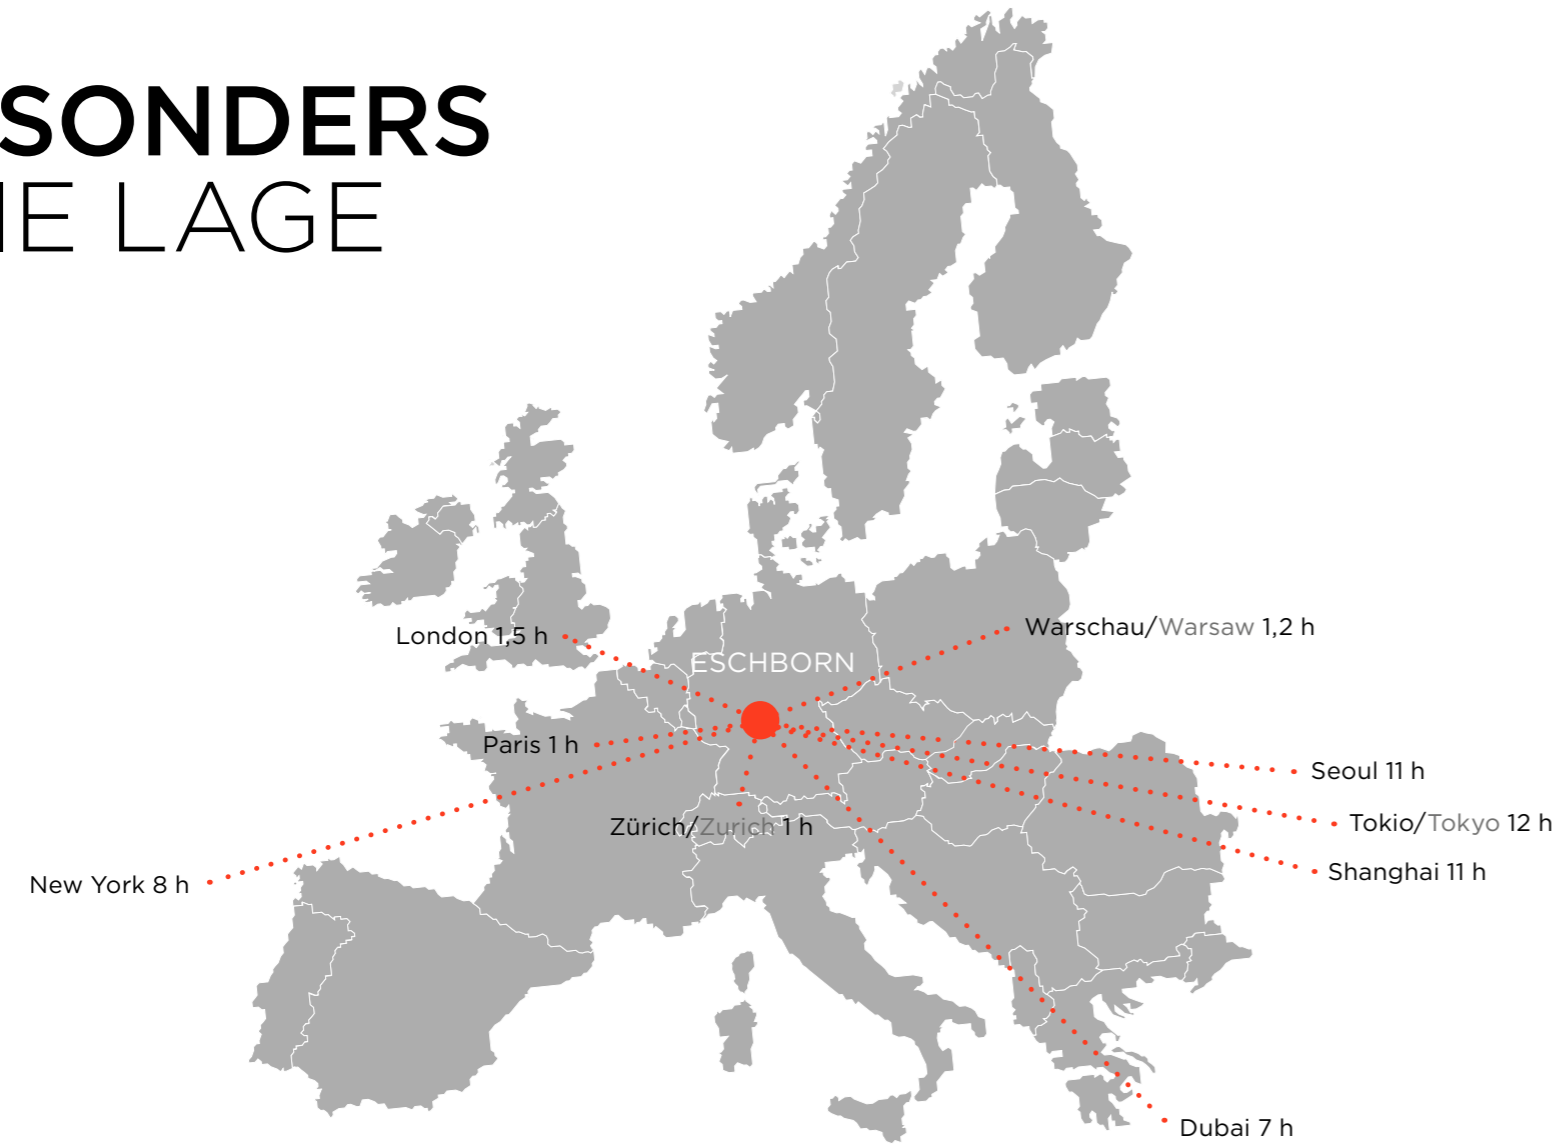 SONDERS
IE LAGE
Warschau/Warsaw 1,2 h
London 1,5 h
ESCHBORN
Paris 1 h
Seoul 11 h
Tokio/Tokyo 12 h
Zürich/Zurich 1 h
Shanghai 11 h
New York 8 h
Dubai 7 h